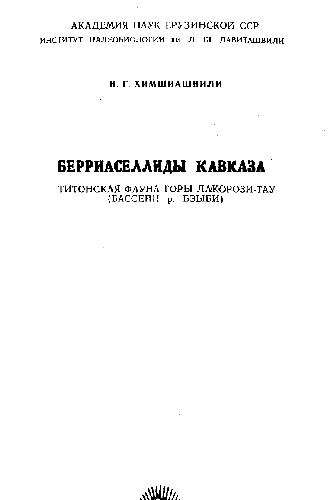 АКАДЕМИЯ НАУК ГРУЗИНСКОЙ ССР
ИНСТИТУТ ПАЛЕОБИОЛОГИИ им Л. Ш. ДАВИТАШВИЛИ
Н. Г. ХИМШИАШВИЛИ
БЕРРИАСЕЛЛИДЫ КАВКАЗА
ТИТОНСКАЯ ФАУНА ГОРЫ ЛАКОРОЗИ-ТАУ
(БАССЕЙН р. БЗЫБИ)